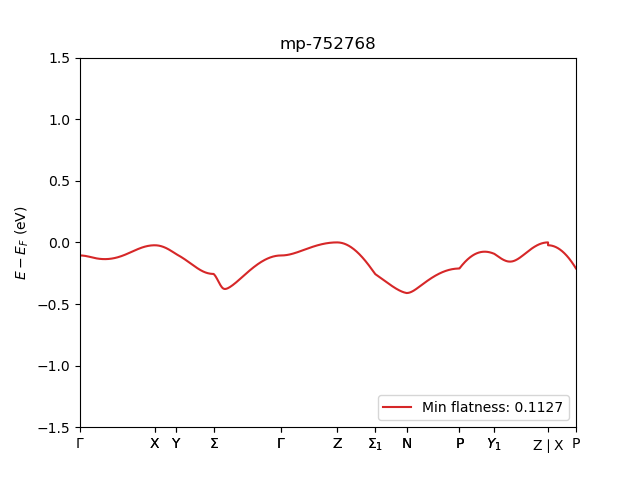 mp-752768
E − E_F (eV)
1.5
1.0
0.5
0.0
−0.5
−1.0
−1.5
Min flatness: 0.1127
Γ X Y Σ Γ Z Σ₁ N P Y₁ Z | X P